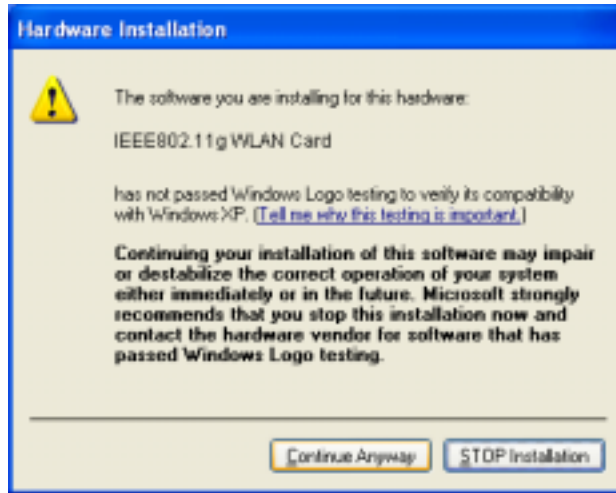 Hardware Installation
The software you are installing for this hardware:
IEEE802.11g WLAN Card
has not passed Windows Logo testing to verify its compatibility
with Windows XP. (Tell me why this testing is important.)
Continuing your installation of this software may impair
or destabilize the correct operation of your system
either immediately or in the future. Microsoft strongly
recommends that you stop this installation now and
contact the hardware vendor for software that has
passed Windows Logo testing.
Continue Anyway STOP Installation